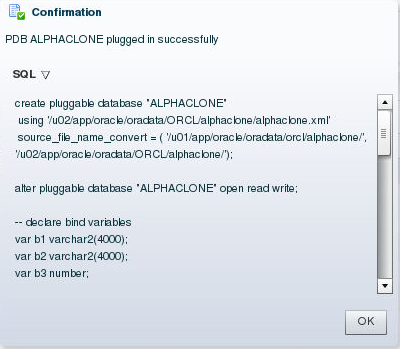 Confirmation
PDB ALPHACLONE plugged in successfully
SQL
create pluggable database "ALPHACLONE"
using '/u02/app/oracle/oradata/ORCL/alphaclone/alphaclone.xml'
source_file_name_convert = ( '/u01/app/oracle/oradata/orcl/alphaclone/',
'/u02/app/oracle/oradata/ORCL/alphaclone/');
alter pluggable database "ALPHACLONE" open read write;
-- declare bind variables
var b1 varchar2(4000);
var b2 varchar2(4000);
var b3 number;
OK